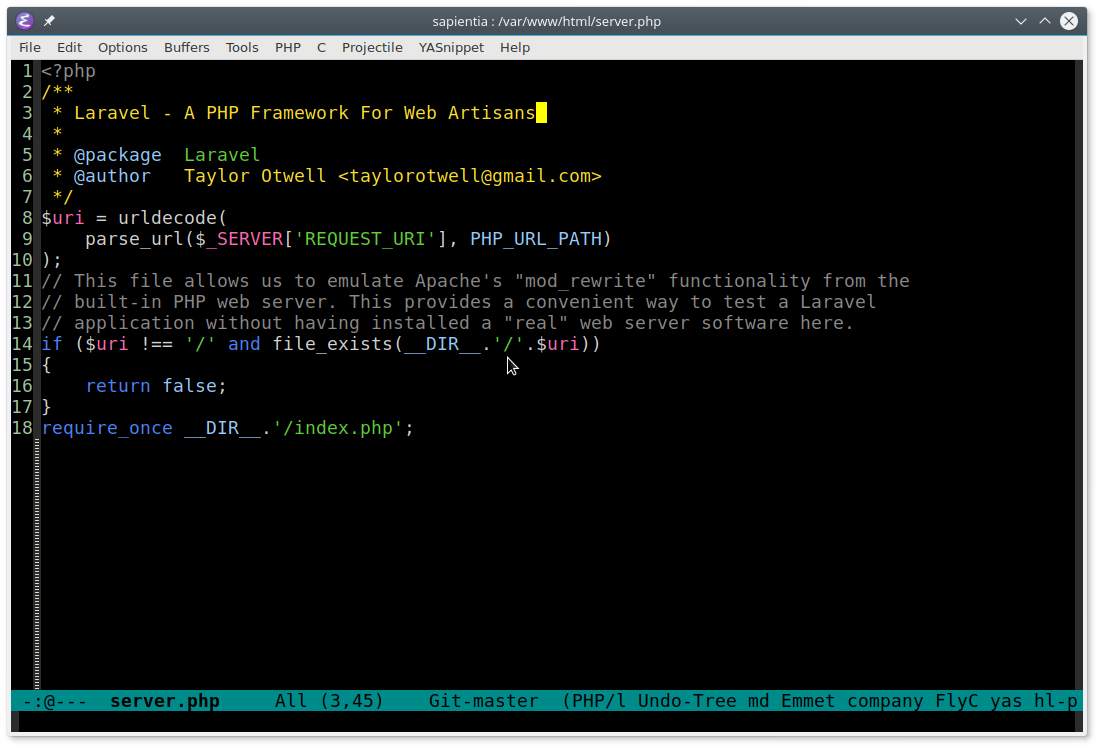 sapientia : /var/www/html/server.php
File Edit Options Buffers Tools PHP C Projectile YASnippet Help
1 <?php
2 /**
3  * Laravel - A PHP Framework For Web Artisans
4  *
5  * @package  Laravel
6  * @author   Taylor Otwell <taylorotwell@gmail.com>
7  */
8 $uri = urldecode(
9     parse_url($_SERVER['REQUEST_URI'], PHP_URL_PATH)
10 );
11 // This file allows us to emulate Apache's "mod_rewrite" functionality from the
12 // built-in PHP web server. This provides a convenient way to test a Laravel
13 // application without having installed a "real" web server software here.
14 if ($uri !== '/' and file_exists(__DIR__.'/'.$uri))
15 {
16     return false;
17 }
18 require_once __DIR__.'/index.php';
-:@---  server.php     All (3,45)    Git-master  (PHP/l Undo-Tree md Emmet company FlyC yas hl-p